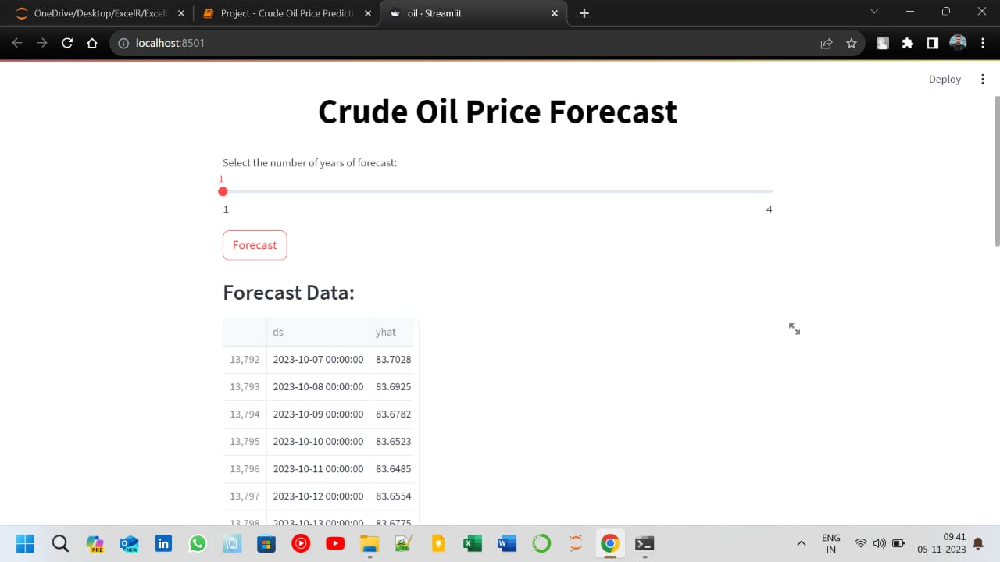 OneDrive/Desktop/ExcelR/Excel
Project - Crude Oil Price Predicti
oil · Streamlit
localhost:8501
Deploy
Crude Oil Price Forecast
Select the number of years of forecast:
1
1 4
Forecast
Forecast Data:
ds yhat
13,792 2023-10-07 00:00:00 83.7028
13,793 2023-10-08 00:00:00 83.6925
13,794 2023-10-09 00:00:00 83.6782
13,795 2023-10-10 00:00:00 83.6523
13,796 2023-10-11 00:00:00 83.6485
13,797 2023-10-12 00:00:00 83.6554
13,798 2023-10-13 00:00:00 83.6775
PRE
NEW
ENG
IN
09:41
05-11-2023